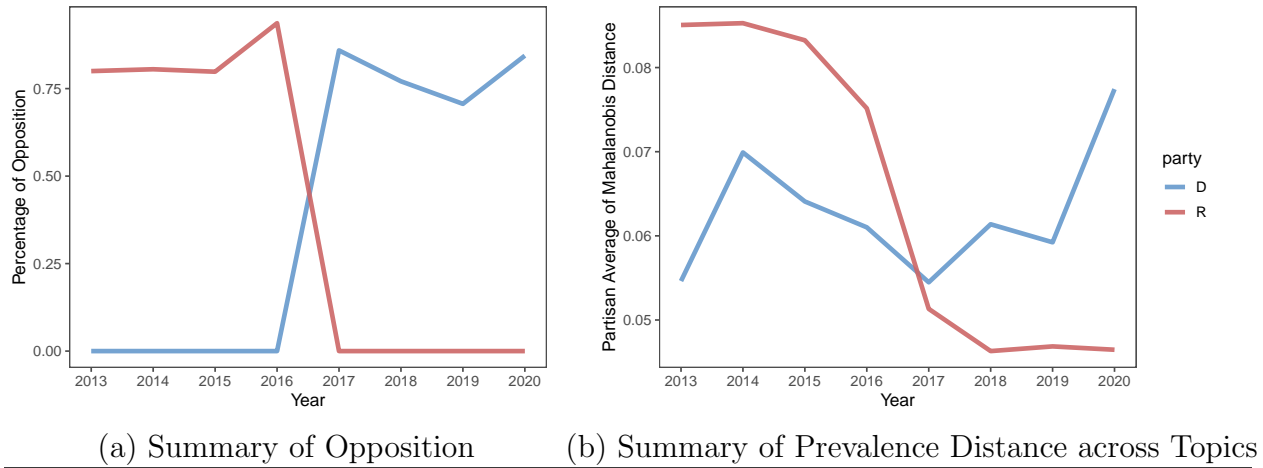 Percentage of Opposition
0.75
0.50
0.25
0.00
2013 2014 2015 2016 2017 2018 2019 2020
Year
(a) Summary of Opposition
Partisan Average of Mahalanobis Distance
0.08
0.07
0.06
0.05
2013 2014 2015 2016 2017 2018 2019 2020
Year
(b) Summary of Prevalence Distance across Topics
party
D
R